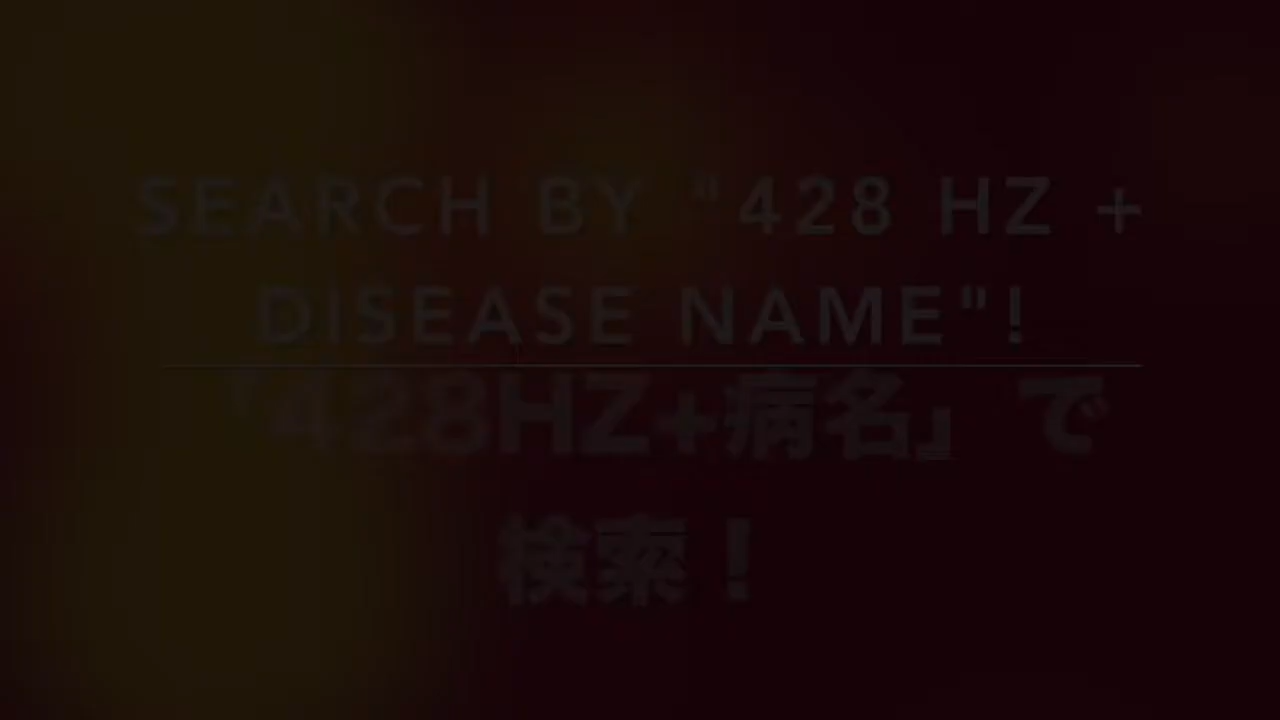 SEARCH BY "428 HZ +
DISEASE NAME"!
『428HZ+病名』で
検索！